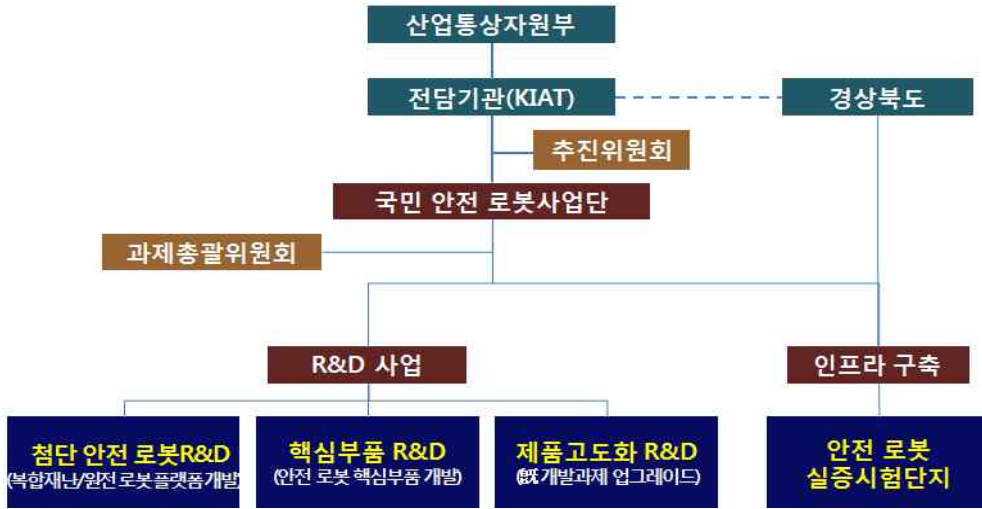 산업통상자원부
전담기관(KIAT)
경상북도
추진위원회
국민 안전 로봇사업단
과제총괄위원회
R&D 사업
인프라 구축
첨단 안전 로봇R&D
(복합재난/원전 로봇플랫폼개발)
핵심부품 R&D
(안전 로봇 핵심부품 개발)
제품고도화 R&D
(旣개발과제 업그레이드)
안전 로봇
실증시험단지